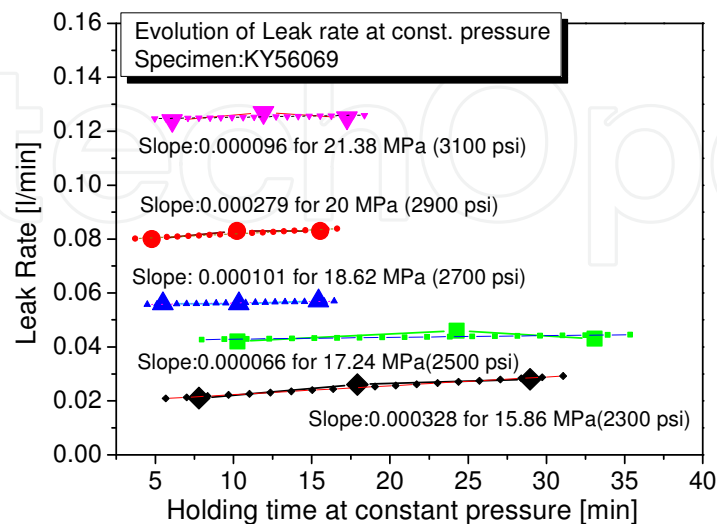 Evolution of Leak rate at const. pressure
Specimen:KY56069
Slope:0.000096 for 21.38 MPa (3100 psi)
Slope:0.000279 for 20 MPa (2900 psi)
Slope: 0.000101 for 18.62 MPa (2700 psi)
Slope:0.000066 for 17.24 MPa(2500 psi)
Slope:0.000328 for 15.86 MPa(2300 psi)
Leak Rate [l/min]
0.16
0.14
0.12
0.10
0.08
0.06
0.04
0.02
0.00
5 10 15 20 25 30 35 40
Holding time at constant pressure [min]